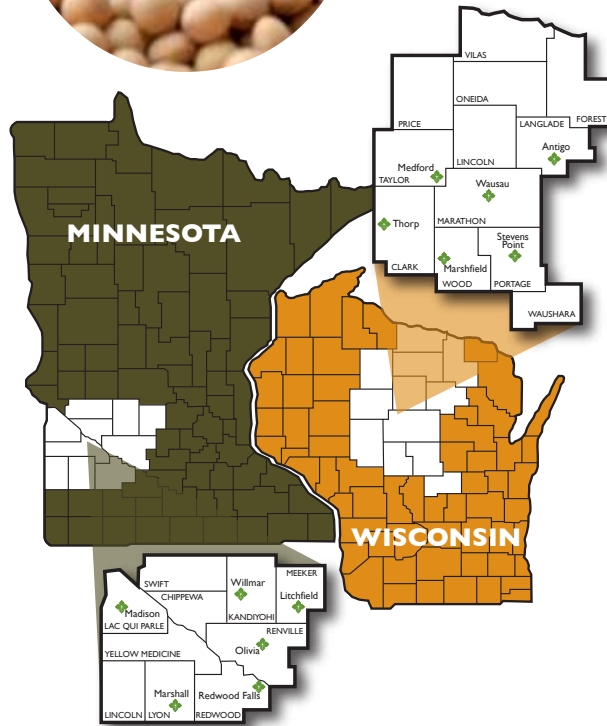 VILAS
ONEIDA
PRICE
LANGLADE
FOREST
Antigo
LINCOLN
Medford
TAYLOR
Wausau
MARATHON
Thorp
Stevens
Point
CLARK
Marshfield
WOOD
PORTAGE
WAUSHARA
MINNESOTA
WISCONSIN
MEEKER
SWIFT
Willmar
CHIPPEWA
Litchfield
Madison
KANDIYOHI
LAC QUI PARLE
RENVILLE
Olivia
YELLOW MEDICINE
Marshall
Redwood Falls
LINCOLN
LYON
REDWOOD